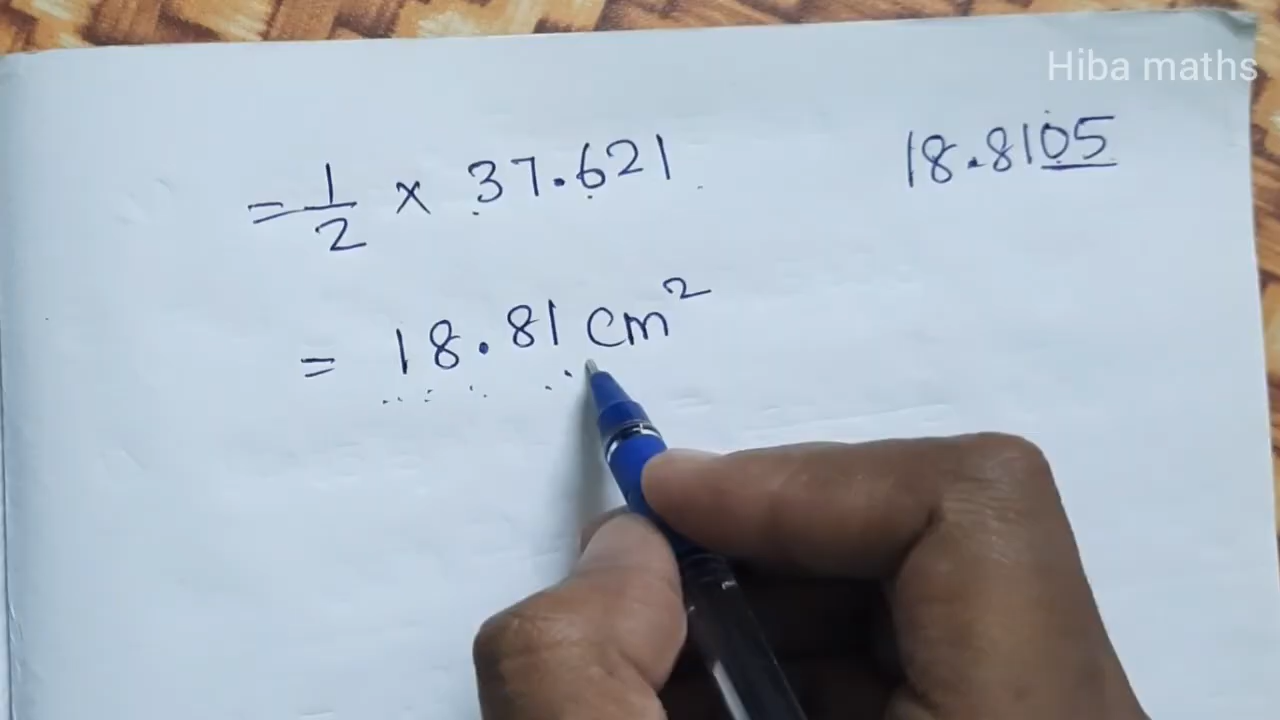 Hiba maths
= 1/2 × 37.621
18.8105
= 18.81 cm²